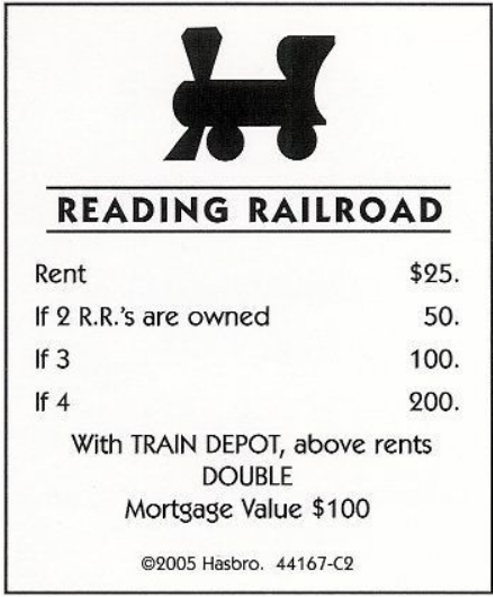 READING RAILROAD
Rent $25.
If 2 R.R.'s are owned 50.
If 3 100.
If 4 200.
With TRAIN DEPOT, above rents
DOUBLE
Mortgage Value $100
©2005 Hasbro. 44167-C2